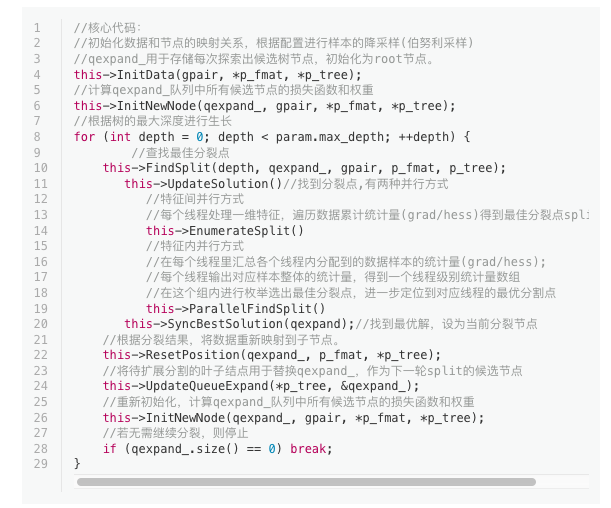 1 //核心代码:
2 //初始化数据和节点的映射关系，根据配置进行样本的降采样(伯努利采样)
3 //qexpand_用于存储每次探索出候选树节点，初始化为root节点。
4 this->InitData(gpair, *p_fmat, *p_tree);
5 //计算qexpand_队列中所有候选节点的损失函数和权重
6 this->InitNewNode(qexpand_, gpair, *p_fmat, *p_tree);
7 //根据树的最大深度进行生长
8 for (int depth = 0; depth < param.max_depth; ++depth) {
9 //查找最佳分裂点
10 this->FindSplit(depth, qexpand_, gpair, p_fmat, p_tree);
11 this->UpdateSolution()//找到分裂点,有两种并行方式
12 //特征间并行方式
13 //每个线程处理一维特征，遍历数据累计统计量(grad/hess)得到最佳分裂点spl
14 this->EnumerateSplit()
15 //特征内并行方式
16 //在每个线程里汇总各个线程内分配到的数据样本的统计量(grad/hess);
17 //每个线程输出对应样本整体的统计量，得到一个线程级别统计量数组
18 //在这个组内进行枚举选出最佳分裂点，进一步定位到对应线程的最优分割点
19 this->ParallelFindSplit()
20 this->SyncBestSolution(qexpand);//找到最优解，设为当前分裂节点
21 //根据分裂结果，将数据重新映射到子节点。
22 this->ResetPosition(qexpand_, p_fmat, *p_tree);
23 //将待扩展分割的叶子结点用于替换qexpand_，作为下一轮split的候选节点
24 this->UpdateQueueExpand(*p_tree, &qexpand_);
25 //重新初始化，计算qexpand_队列中所有候选节点的损失函数和权重
26 this->InitNewNode(qexpand_, gpair, *p_fmat, *p_tree);
27 //若无需继续分裂，则停止
28 if (qexpand_.size() == 0) break;
29 }